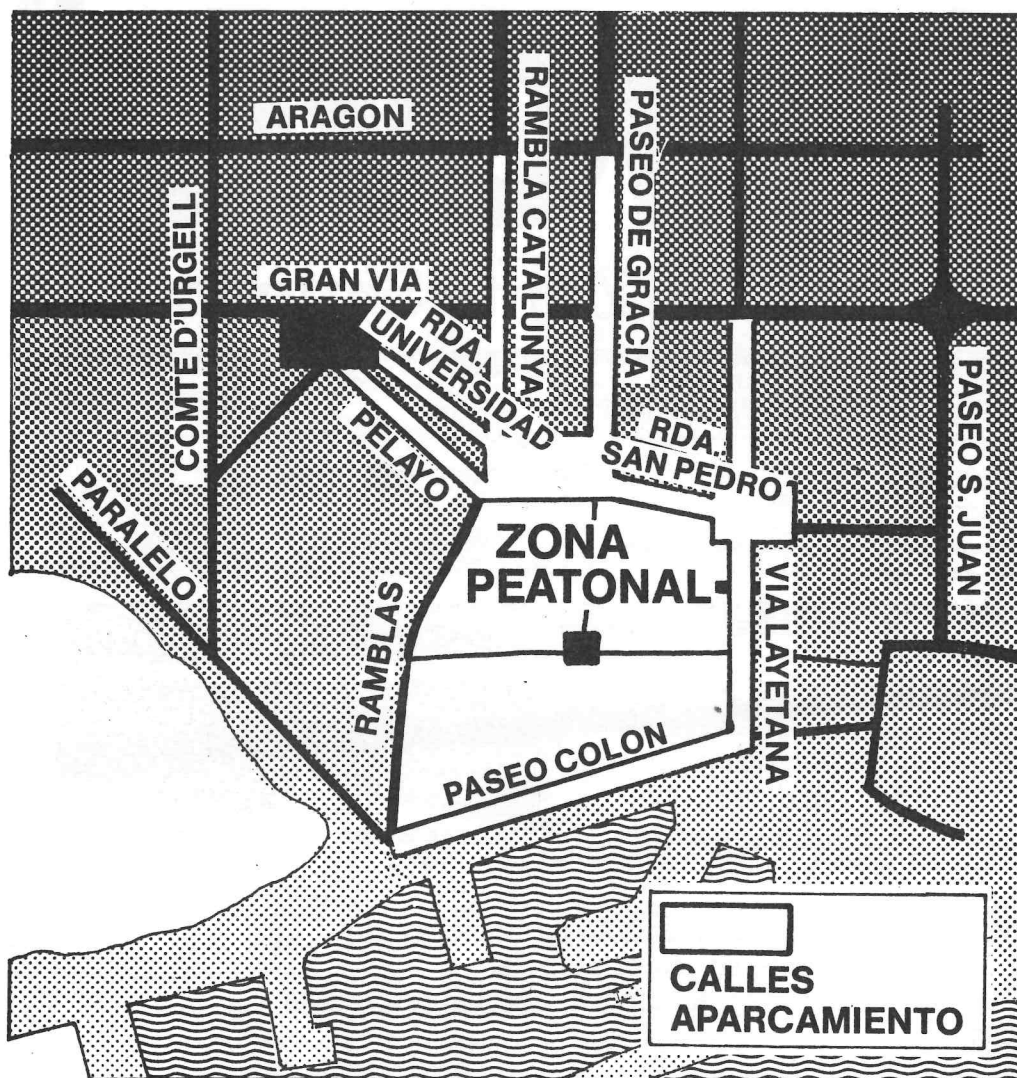 ARAGON
RAMBLA CATALUNYA
PASEO DE GRACIA
COMTE D'URGELL
GRAN VIA
RDA.
UNIVERSIDAD
PELAYO
RDA.
SAN PEDRO
PASEO S. JUAN
PARALELO
ZONA
PEATONAL
RAMBLAS
VIA LAYETANA
PASEO COLON
CALLES
APARCAMIENTO